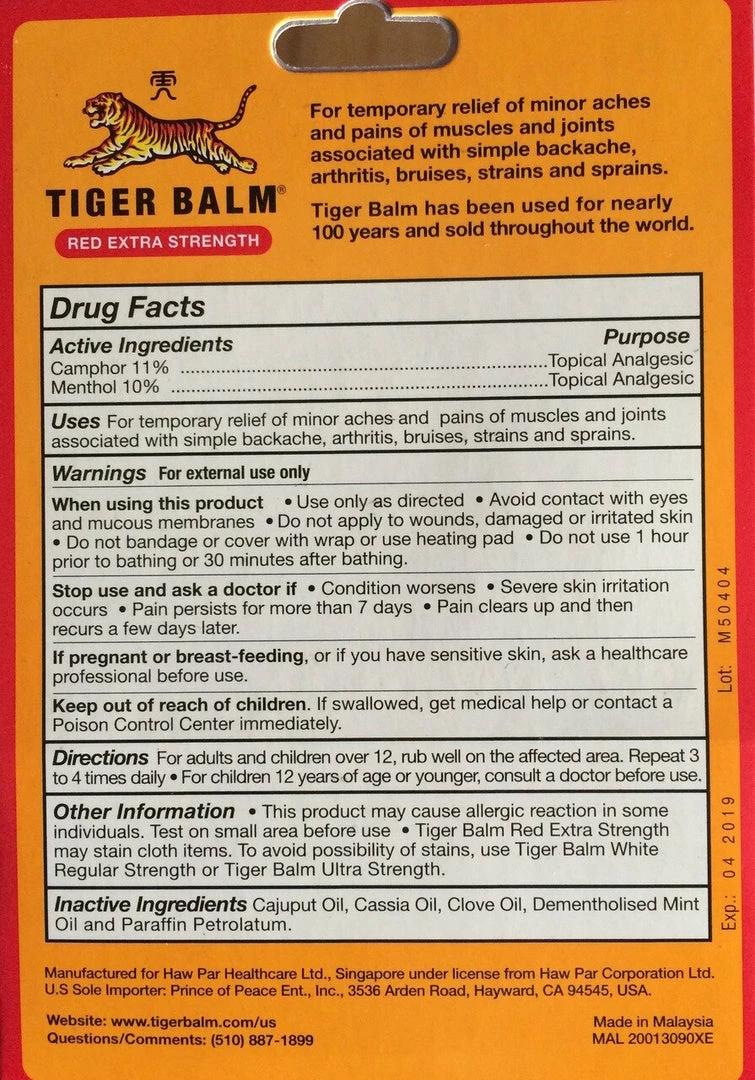 虎
TIGER BALM®
RED EXTRA STRENGTH
For temporary relief of minor aches
and pains of muscles and joints
associated with simple backache,
arthritis, bruises, strains and sprains.
Tiger Balm has been used for nearly
100 years and sold throughout the world.
Drug Facts
Active Ingredients Purpose
Camphor 11% ..........Topical Analgesic
Menthol 10% ..........Topical Analgesic
Uses For temporary relief of minor aches and pains of muscles and joints
associated with simple backache, arthritis, bruises, strains and sprains.
Warnings For external use only
When using this product • Use only as directed • Avoid contact with eyes
and mucous membranes • Do not apply to wounds, damaged or irritated skin
• Do not bandage or cover with wrap or use heating pad • Do not use 1 hour
prior to bathing or 30 minutes after bathing.
Stop use and ask a doctor if • Condition worsens • Severe skin irritation
occurs • Pain persists for more than 7 days • Pain clears up and then
recurs a few days later.
If pregnant or breast-feeding, or if you have sensitive skin, ask a healthcare
professional before use.
Keep out of reach of children. If swallowed, get medical help or contact a
Poison Control Center immediately.
Directions For adults and children over 12, rub well on the affected area. Repeat 3
to 4 times daily • For children 12 years of age or younger, consult a doctor before use.
Other Information • This product may cause allergic reaction in some
individuals. Test on small area before use • Tiger Balm Red Extra Strength
may stain cloth items. To avoid possibility of stains, use Tiger Balm White
Regular Strength or Tiger Balm Ultra Strength.
Inactive Ingredients Cajuput Oil, Cassia Oil, Clove Oil, Dementholised Mint
Oil and Paraffin Petrolatum.
Lot: M50404
Exp.: 04 2019
Manufactured for Haw Par Healthcare Ltd., Singapore under license from Haw Par Corporation Ltd.
U.S Sole Importer: Prince of Peace Ent., Inc., 3536 Arden Road, Hayward, CA 94545, USA.
Website: www.tigerbalm.com/us
Questions/Comments: (510) 887-1899
Made in Malaysia
MAL 20013090XE